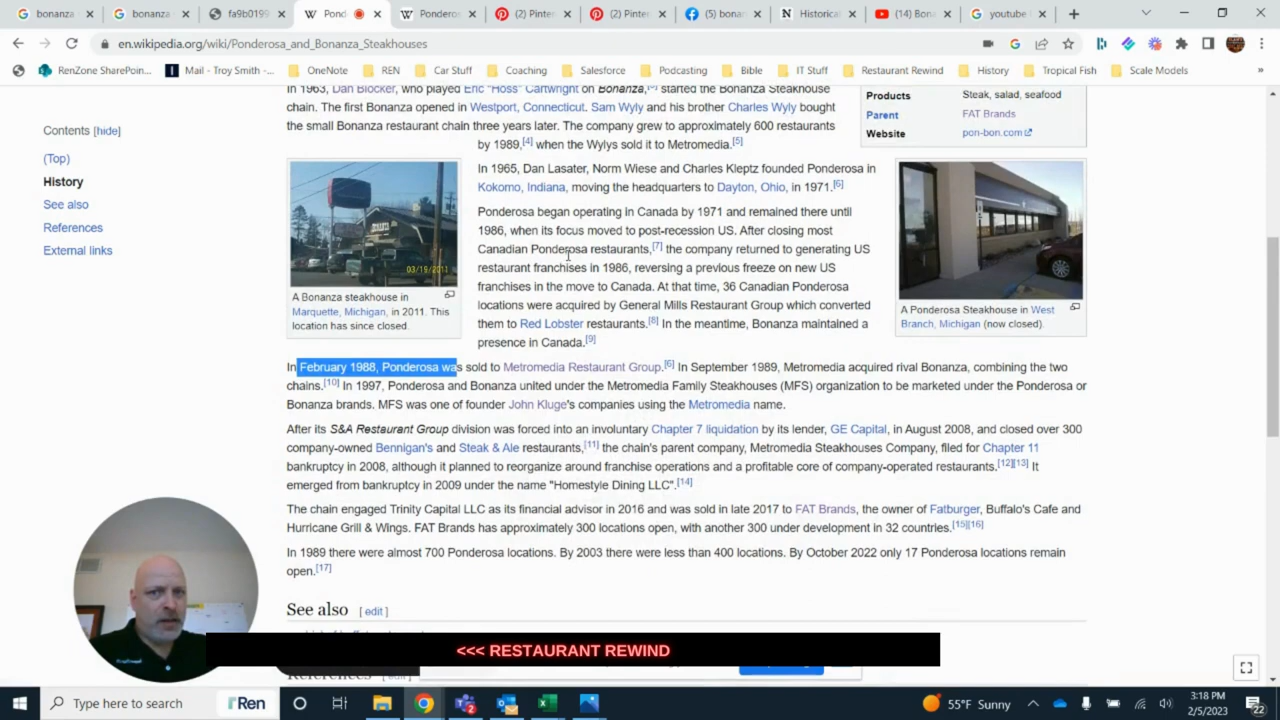 bonanza
bonanza
fa9b0199
Pond
Ponderos
(2) Pinter
(2) Pinter
(5) bonan
Historical
(14) Bona
youtube
en.wikipedia.org/wiki/Ponderosa_and_Bonanza_Steakhouses
RenZone SharePoin...
Mail - Troy Smith -...
OneNote
REN
Car Stuff
Coaching
Salesforce
Podcasting
Bible
IT Stuff
Restaurant Rewind
History
Tropical Fish
Scale Models
Contents [hide]
(Top)
History
See also
References
External links
In 1963, Dan Blocker, who played Eric "Hoss" Cartwright on Bonanza, started the Bonanza Steakhouse
chain. The first Bonanza opened in Westport, Connecticut. Sam Wyly and his brother Charles Wyly bought
the small Bonanza restaurant chain three years later. The company grew to approximately 600 restaurants
by 1989,[4] when the Wylys sold it to Metromedia.[5]
Products Steak, salad, seafood
Parent FAT Brands
Website pon-bon.com
03/19/2011
A Bonanza steakhouse in
Marquette, Michigan, in 2011. This
location has since closed.
In 1965, Dan Lasater, Norm Wiese and Charles Kleptz founded Ponderosa in
Kokomo, Indiana, moving the headquarters to Dayton, Ohio, in 1971.[6]
Ponderosa began operating in Canada by 1971 and remained there until
1986, when its focus moved to post-recession US. After closing most
Canadian Ponderosa restaurants,[7] the company returned to generating US
restaurant franchises in 1986, reversing a previous freeze on new US
franchises in the move to Canada. At that time, 36 Canadian Ponderosa
locations were acquired by General Mills Restaurant Group which converted
them to Red Lobster restaurants.[8] In the meantime, Bonanza maintained a
presence in Canada.[9]
A Ponderosa Steakhouse in West
Branch, Michigan (now closed).
In February 1988, Ponderosa was sold to Metromedia Restaurant Group.[6] In September 1989, Metromedia acquired rival Bonanza, combining the two
chains.[10] In 1997, Ponderosa and Bonanza united under the Metromedia Family Steakhouses (MFS) organization to be marketed under the Ponderosa or
Bonanza brands. MFS was one of founder John Kluge's companies using the Metromedia name.
After its S&A Restaurant Group division was forced into an involuntary Chapter 7 liquidation by its lender, GE Capital, in August 2008, and closed over 300
company-owned Bennigan's and Steak & Ale restaurants,[11] the chain's parent company, Metromedia Steakhouses Company, filed for Chapter 11
bankruptcy in 2008, although it planned to reorganize around franchise operations and a profitable core of company-operated restaurants.[12][13] It
emerged from bankruptcy in 2009 under the name "Homestyle Dining LLC".[14]
The chain engaged Trinity Capital LLC as its financial advisor in 2016 and was sold in late 2017 to FAT Brands, the owner of Fatburger, Buffalo's Cafe and
Hurricane Grill & Wings. FAT Brands has approximately 300 locations open, with another 300 under development in 32 countries.[15][16]
In 1989 there were almost 700 Ponderosa locations. By 2003 there were less than 400 locations. By October 2022 only 17 Ponderosa locations remain
open.[17]
See also [edit]
<<< RESTAURANT REWIND
Type here to search
Ren
55°F Sunny
3:18 PM
2/5/2023
22